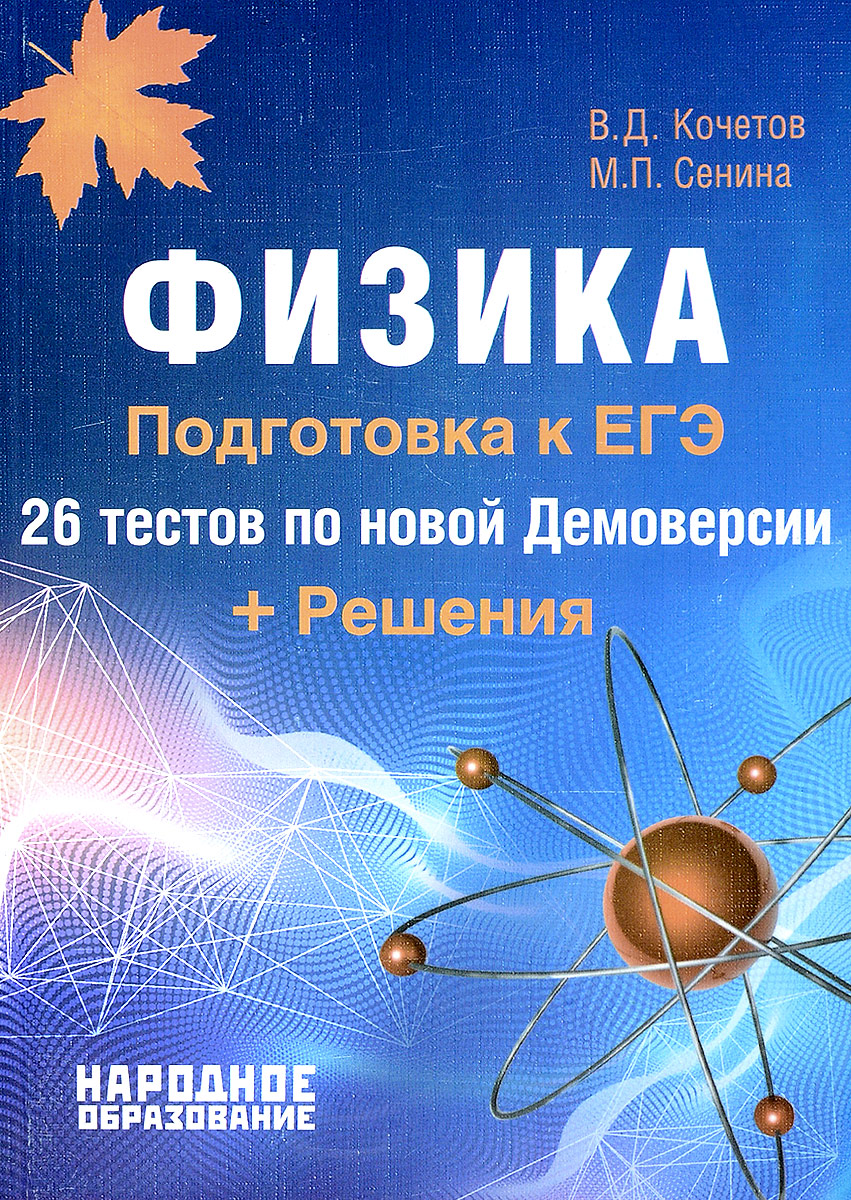 В.Д. Кочетов
М.П. Сенина
ФИЗИКА
Подготовка к ЕГЭ
26 тестов по новой Демоверсии
+ Решения
НАРОДНОЕ
ОБРАЗОВАНИЕ